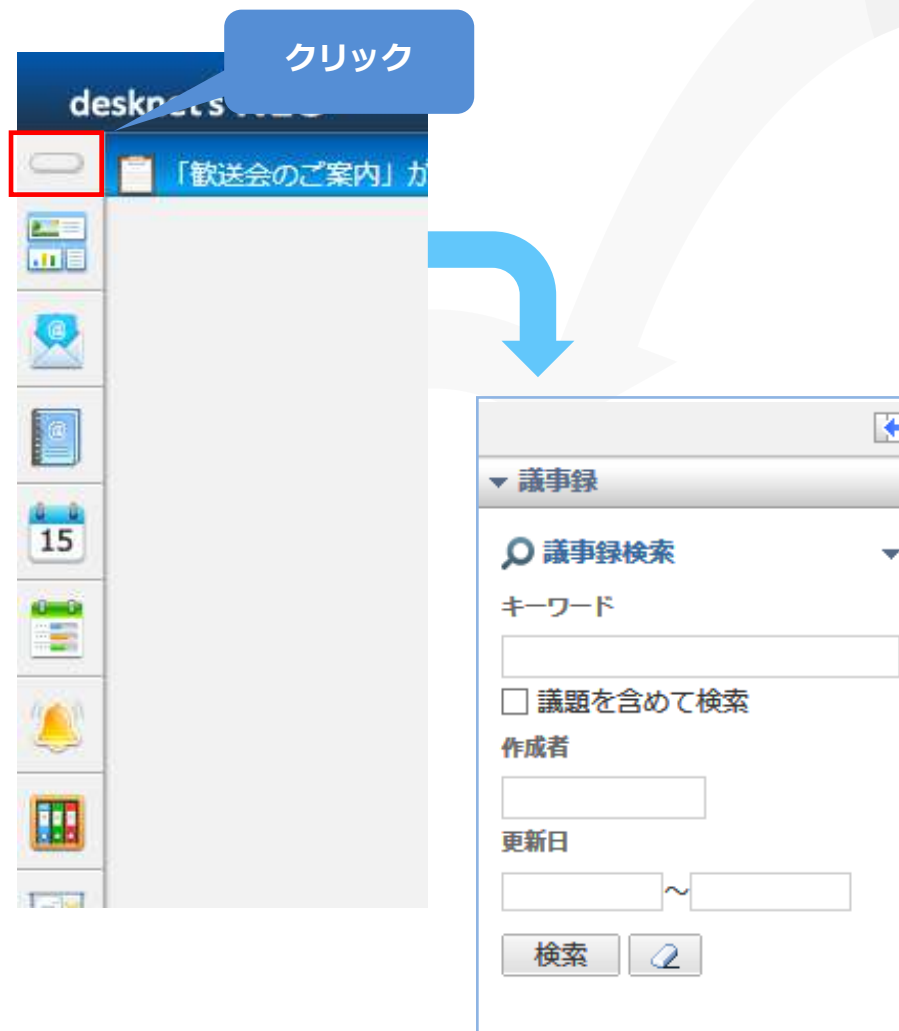 クリック
desknet's NEO
「歓送会のご案内」が
15
議事録
議事録検索
キーワード
議題を含めて検索
作成者
更新日
～
検索